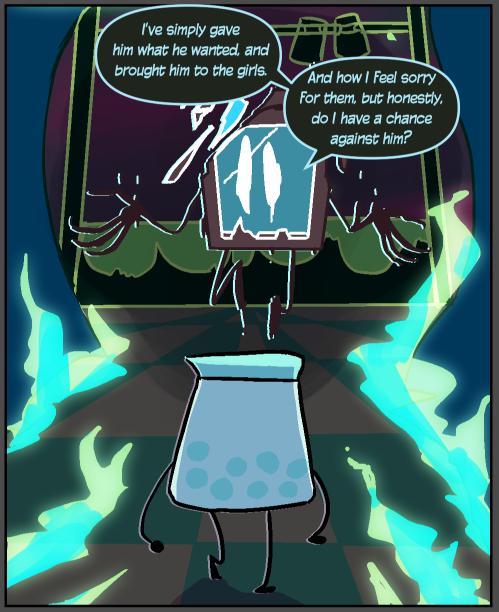 I've simply gave
him what he wanted, and
brought him to the girls.
And how I Feel sorry
For them, but honestly,
do I have a chance
against him?